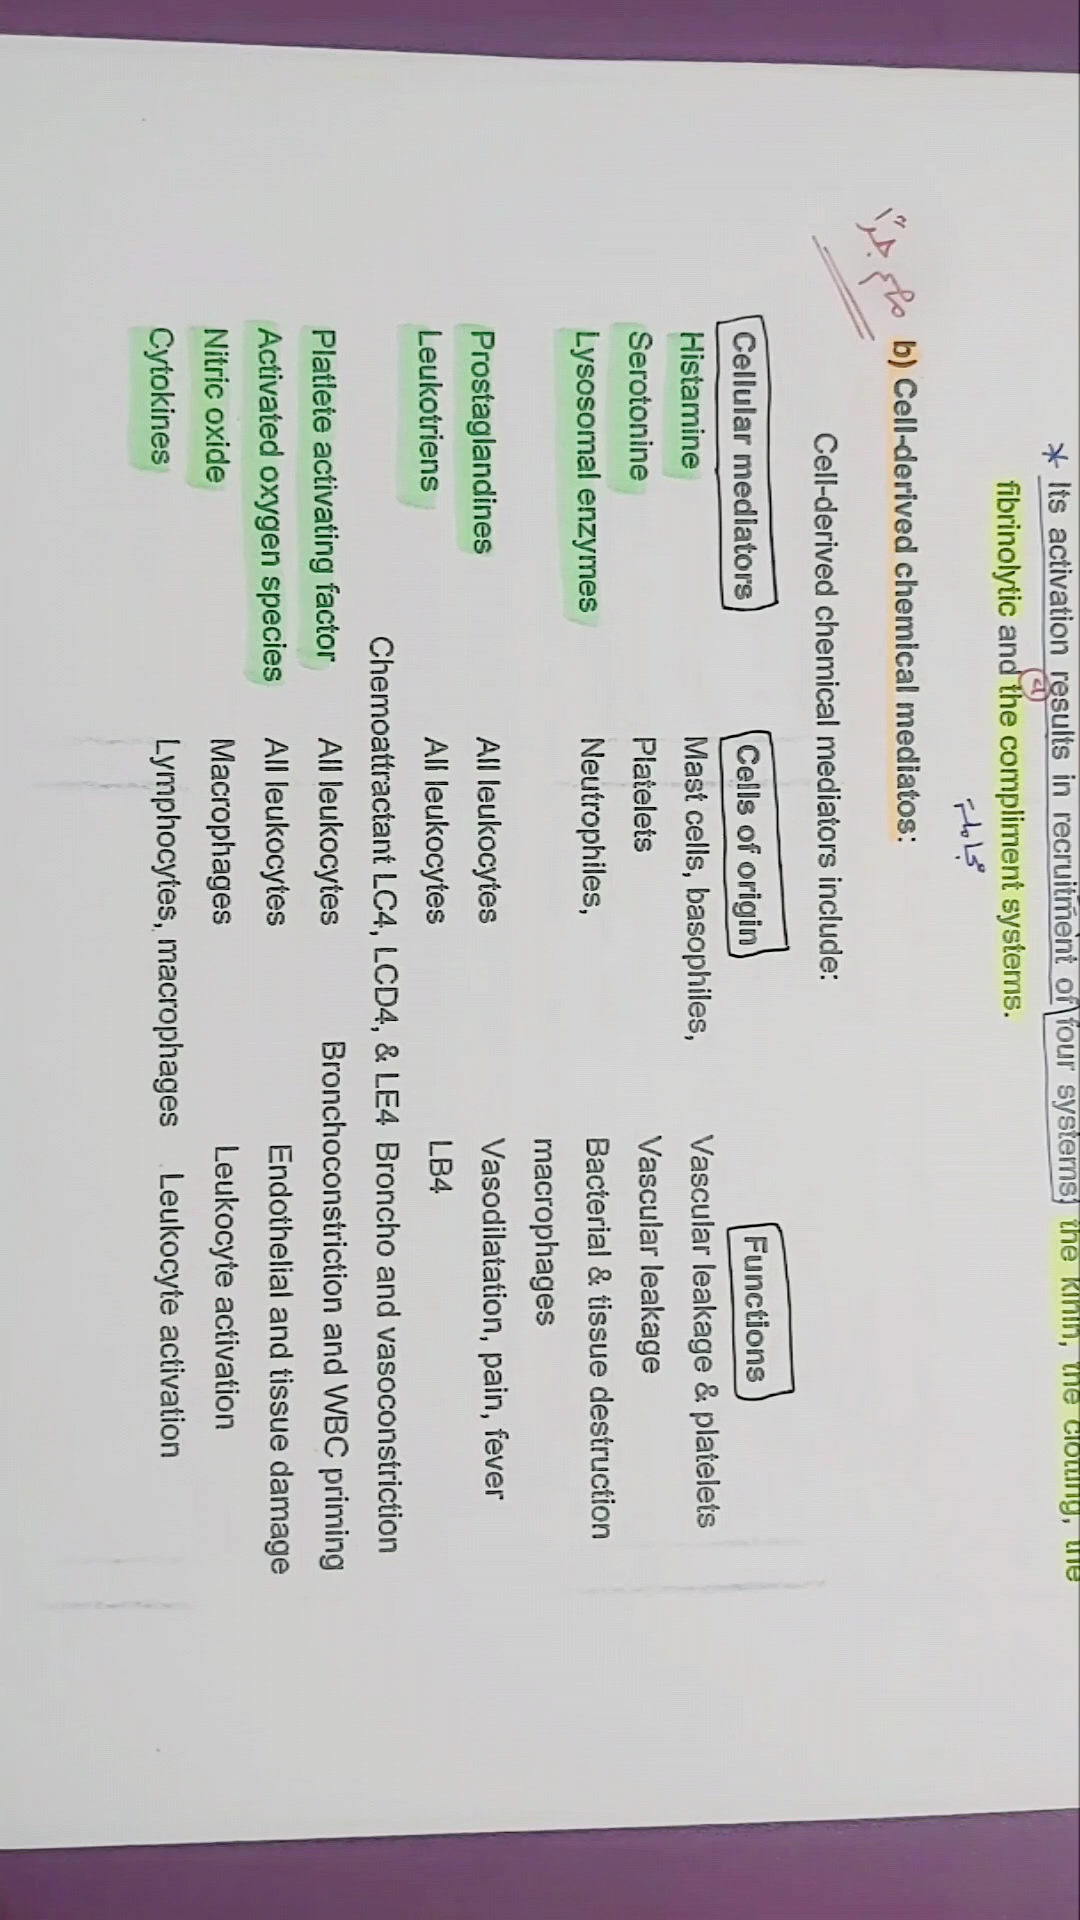 * Its activation results in recruitment of four systems: the kinin, the clotting, the
(4)
fibrinolytic and the compliment systems.
هام جدًا
b) Cell-derived chemical mediatos:
Cell-derived chemical mediators include:
Cellular mediators Cells of origin Functions
Histamine Mast cells, basophiles, Vascular leakage & platelets
Serotonine Platelets Vascular leakage
Lysosomal enzymes Neutrophiles, Bacterial & tissue destruction
macrophages
Prostaglandines All leukocytes Vasodilatation, pain, fever
Leukotriens All leukocytes LB4
Chemoattractant LC4, LCD4, & LE4 Broncho and vasoconstriction
Platlete activating factor All leukocytes Bronchoconstriction and WBC priming
Activated oxygen species All leukocytes Endothelial and tissue damage
Nitric oxide Macrophages Leukocyte activation
Cytokines Lymphocytes, macrophages Leukocyte activation